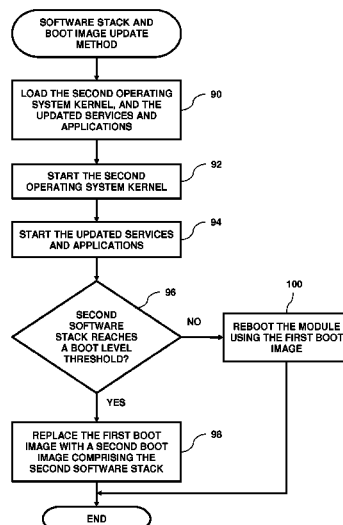 SOFTWARE STACK AND
BOOT IMAGE UPDATE
METHOD
LOAD THE SECOND OPERATING
SYSTEM KERNEL, AND THE
UPDATED SERVICES AND
APPLICATIONS
90
START THE SECOND
OPERATING SYSTEM KERNEL
92
START THE UPDATED SERVICES
AND APPLICATIONS
94
SECOND
SOFTWARE
STACK REACHES
A BOOT LEVEL
THRESHOLD?
96
NO
100
REBOOT THE MODULE
USING THE FIRST BOOT
IMAGE
YES
REPLACE THE FIRST BOOT
IMAGE WITH A SECOND BOOT
IMAGE COMPRISING THE
SECOND SOFTWARE STACK
98
END